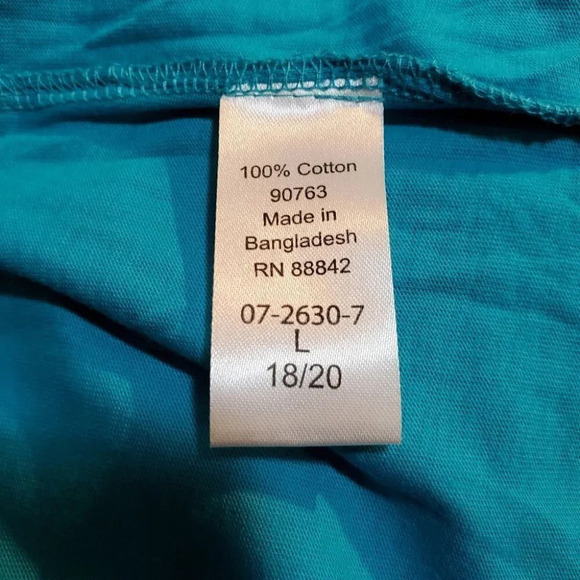 100% Cotton
90763
Made in
Bangladesh
RN 88842
07-2630-7
L
18/20